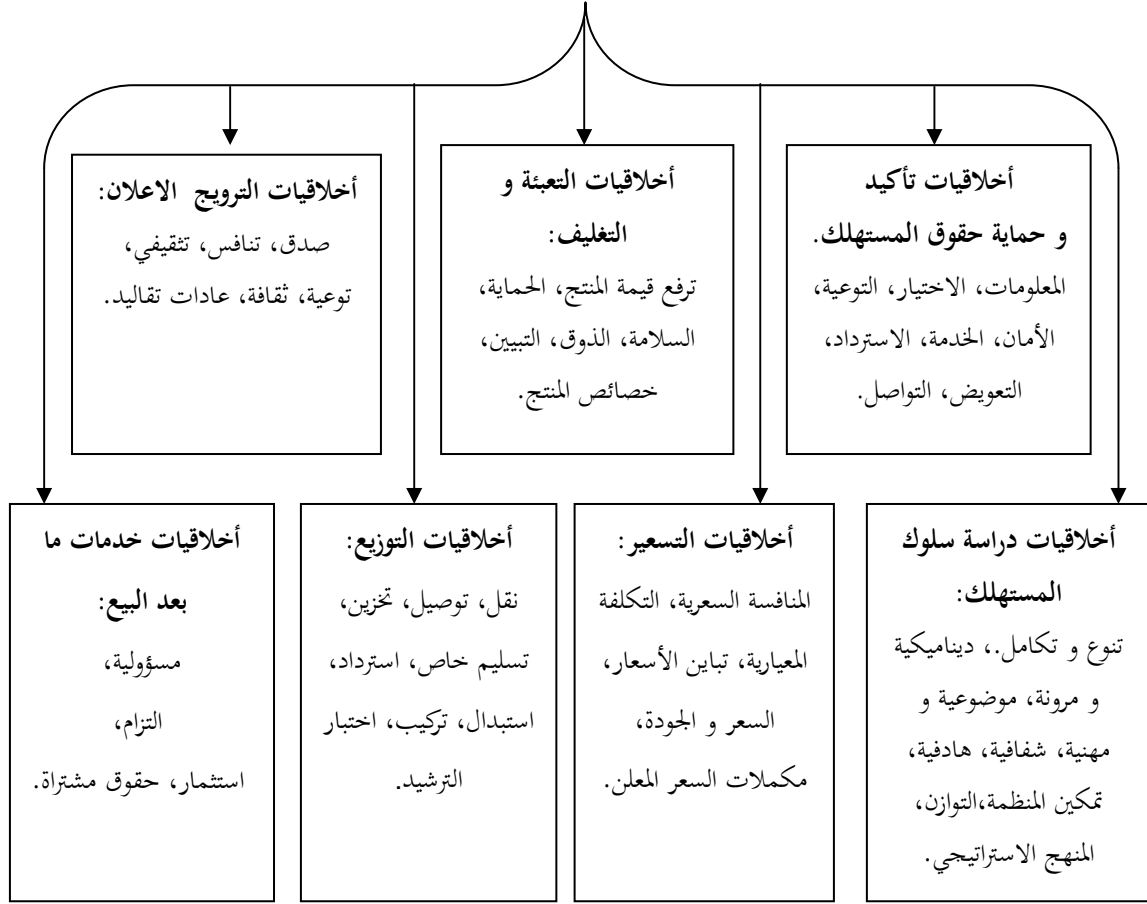 أخلاقيات تأكيد
و حماية حقوق المستهلك.
المعلومات، الاختيار، التوعية،
الأمان، الخدمة، الاسترداد،
التعويض، التواصل.
أخلاقيات التعبئة و
التغليف:
ترفع قيمة المنتج، الحماية،
السلامة، الذوق، التبيين،
خصائص المنتج.
أخلاقيات الترويج الاعلان:
صدق، تنافس، تثقيفي،
توعية، ثقافة، عادات تقاليد.
أخلاقيات دراسة سلوك
المستهلك:
تنوع و تكامل.، ديناميكية
و مرونة، موضوعية و
مهنية، شفافية، هادفية،
تمكين المنظمة،التوازن،
المنهج الاستراتيجي.
أخلاقيات التسعير:
المنافسة السعرية، التكلفة
المعيارية، تباين الأسعار،
السعر و الجودة،
مكملات السعر المعلن.
أخلاقيات التوزيع:
نقل، توصيل، تخزين،
تسليم خاص، استرداد،
استبدال، تركيب، اختبار
الترشيد.
أخلاقيات خدمات ما
بعد البيع:
مسؤولية،
التزام،
استثمار، حقوق مشتراة.